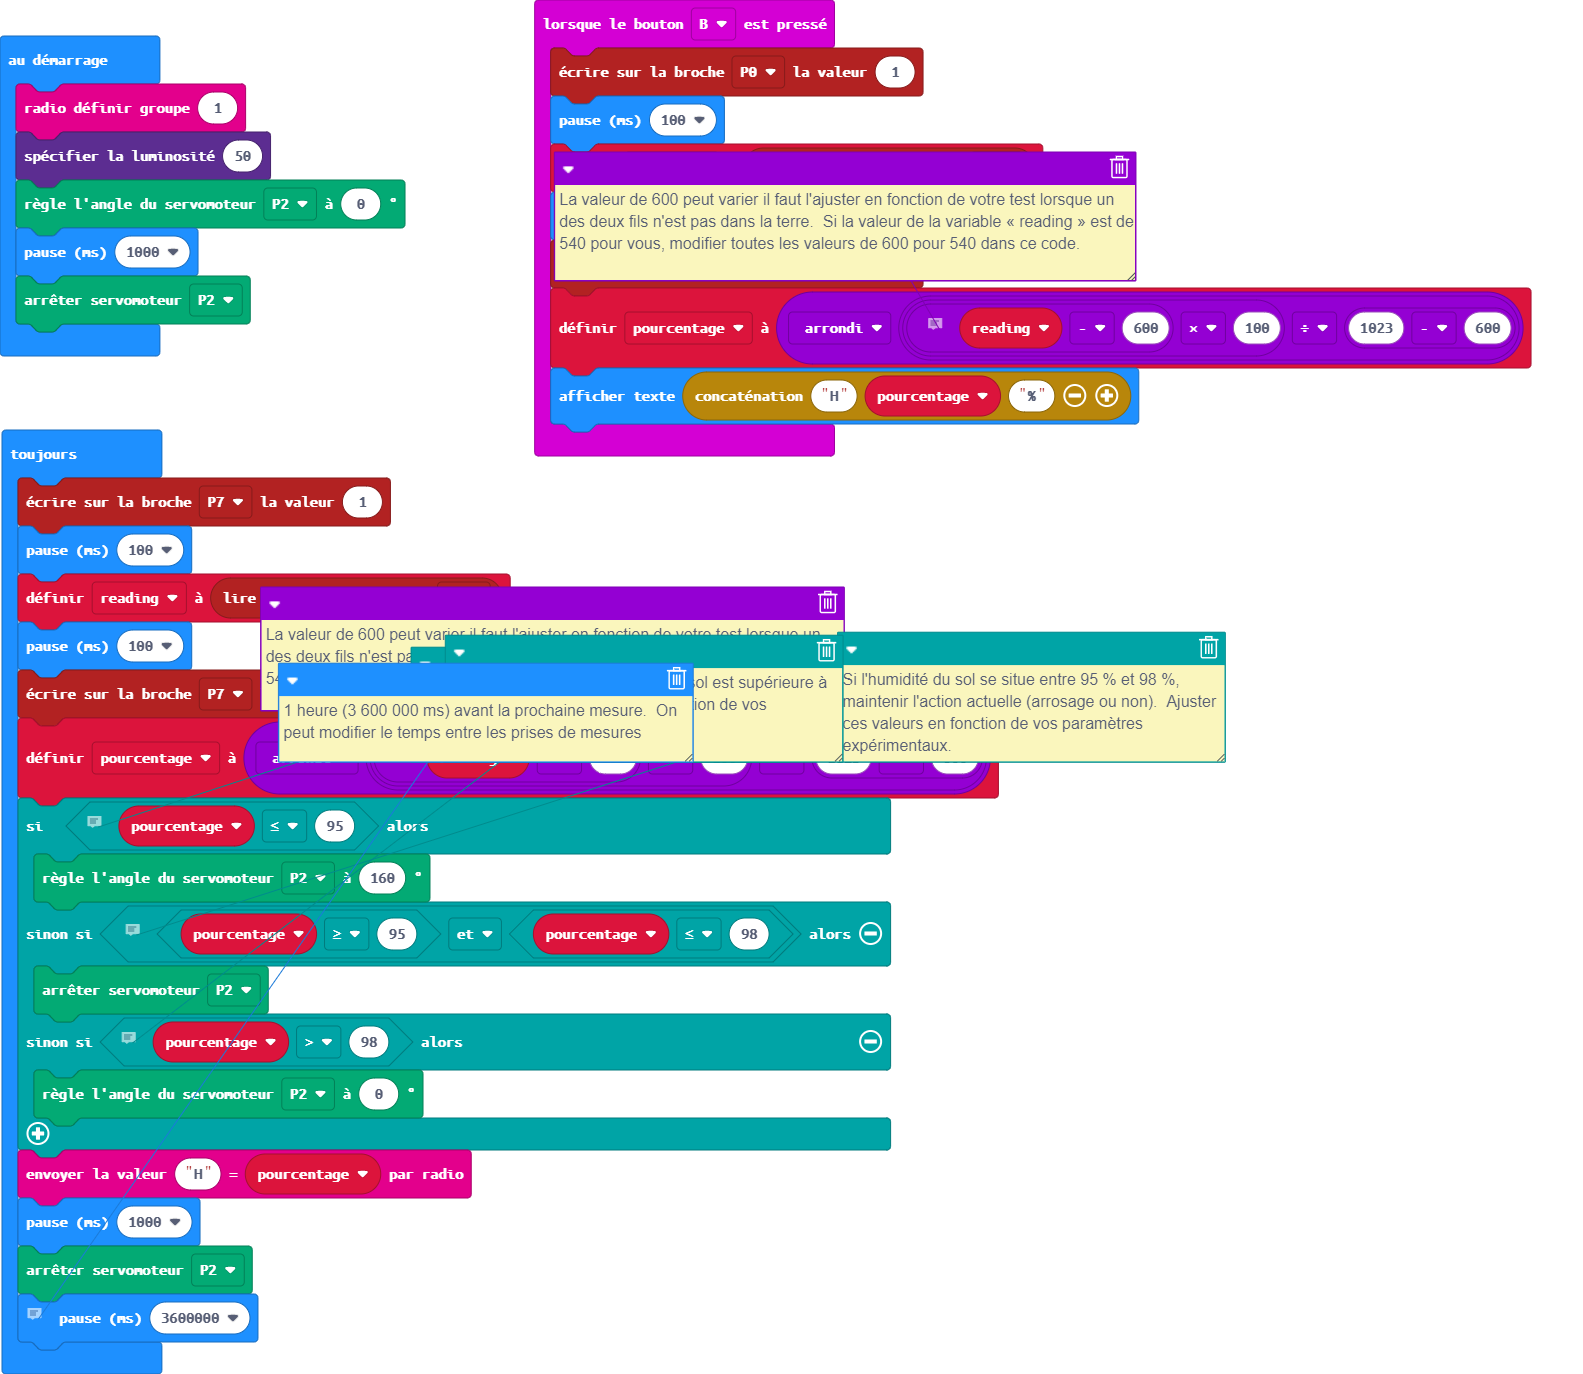 au démarrage
radio définir groupe 1
spécifier la luminosité 50
règle l'angle du servomoteur P2 à 0 °
pause (ms) 1000
arrêter servomoteur P2
lorsque le bouton B est pressé
écrire sur la broche P0 la valeur 1
pause (ms) 100
La valeur de 600 peut varier il faut l'ajuster en fonction de votre test lorsque un
des deux fils n'est pas dans la terre. Si la valeur de la variable « reading » est de
540 pour vous, modifier toutes les valeurs de 600 pour 540 dans ce code.
définir pourcentage à arrondi reading - 600 × 100 ÷ 1023 - 600
afficher texte concaténation "H" pourcentage "%"
toujours
écrire sur la broche P7 la valeur 1
pause (ms) 100
définir reading à lire
pause (ms) 100
écrire sur la broche P7
La valeur de 600 peut varier il faut l'ajuster en fonction de votre test lorsque un
des deux fils n'est pa
54
sol est supérieure à
ion de vos
1 heure (3 600 000 ms) avant la prochaine mesure. On
peut modifier le temps entre les prises de mesures
Si l'humidité du sol se situe entre 95 % et 98 %,
maintenir l'action actuelle (arrosage ou non). Ajuster
ces valeurs en fonction de vos paramètres
expérimentaux.
définir pourcentage à
si pourcentage ≤ 95 alors
règle l'angle du servomoteur P2 à 160 °
sinon si pourcentage ≥ 95 et pourcentage ≤ 98 alors
arrêter servomoteur P2
sinon si pourcentage > 98 alors
règle l'angle du servomoteur P2 à 0 °
envoyer la valeur "H" = pourcentage par radio
pause (ms) 1000
arrêter servomoteur P2
pause (ms) 3600000